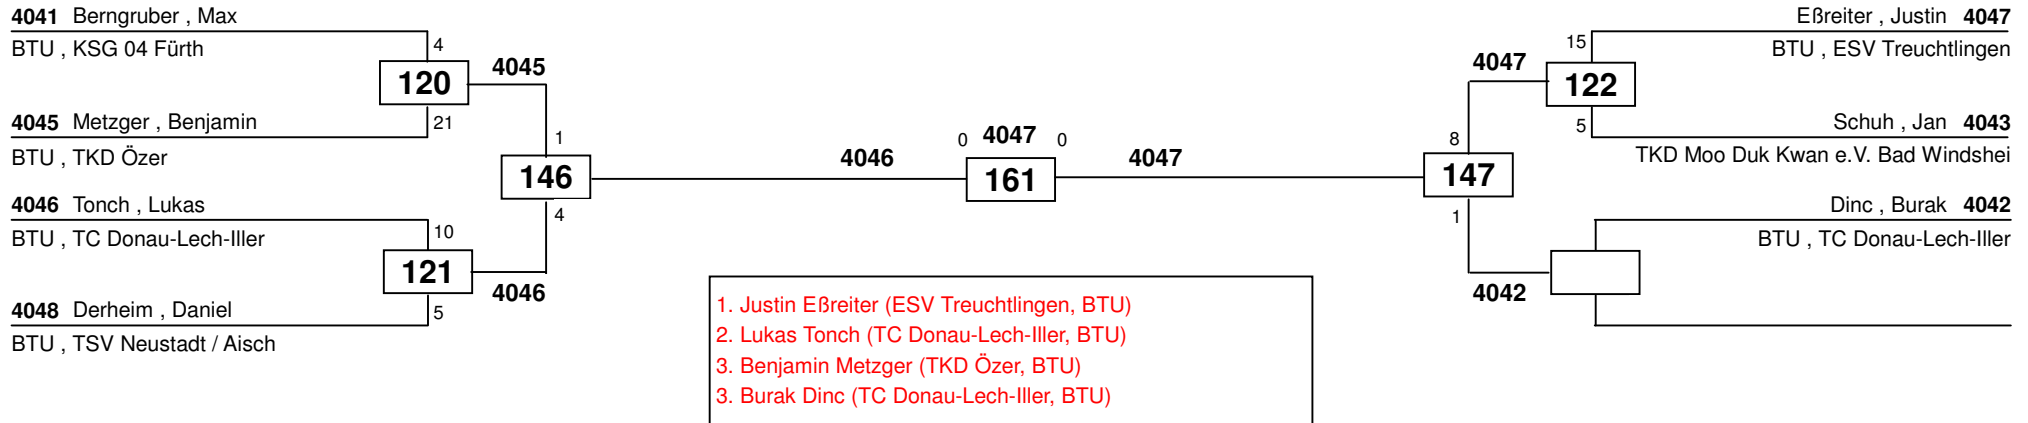 4041 Berngruber , Max
BTU , KSG 04 Fürth
4
120
4045
4045 Metzger , Benjamin
21
BTU , TKD Özer
1
146
4
4046 Tonch , Lukas
BTU , TC Donau-Lech-Iller
10
121
4046
4048 Derheim , Daniel
5
BTU , TSV Neustadt / Aisch
4046
0 4047 0
161
4047
Eßreiter , Justin 4047
15
BTU , ESV Treuchtlingen
4047
122
5
Schuh , Jan 4043
TKD Moo Duk Kwan e.V. Bad Windshei
8
147
1
Dinc , Burak 4042
BTU , TC Donau-Lech-Iller
4042
1. Justin Eßreiter (ESV Treuchtlingen, BTU)
2. Lukas Tonch (TC Donau-Lech-Iller, BTU)
3. Benjamin Metzger (TKD Özer, BTU)
3. Burak Dinc (TC Donau-Lech-Iller, BTU)